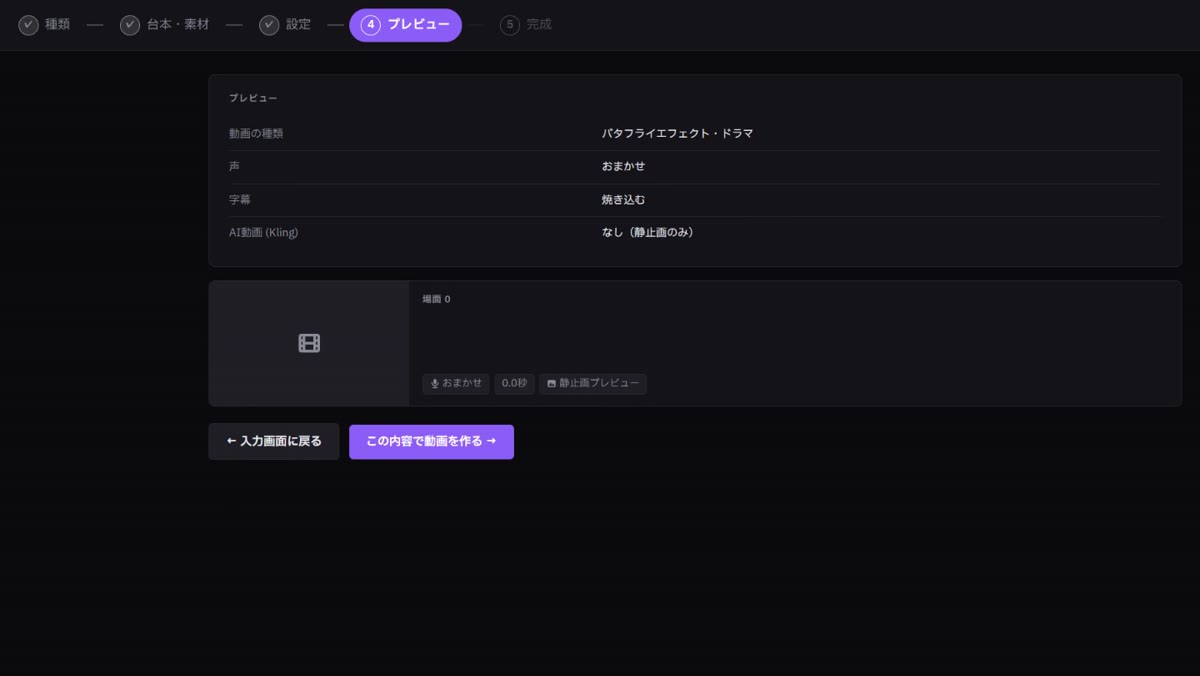 種類
台本・素材
設定
4 プレビュー
5 完成
プレビュー
動画の種類 バタフライエフェクト・ドラマ
声 おまかせ
字幕 焼き込む
AI動画 (Kling) なし（静止画のみ）
場面 0
おまかせ 0.0秒 静止画プレビュー
← 入力画面に戻る この内容で動画を作る →